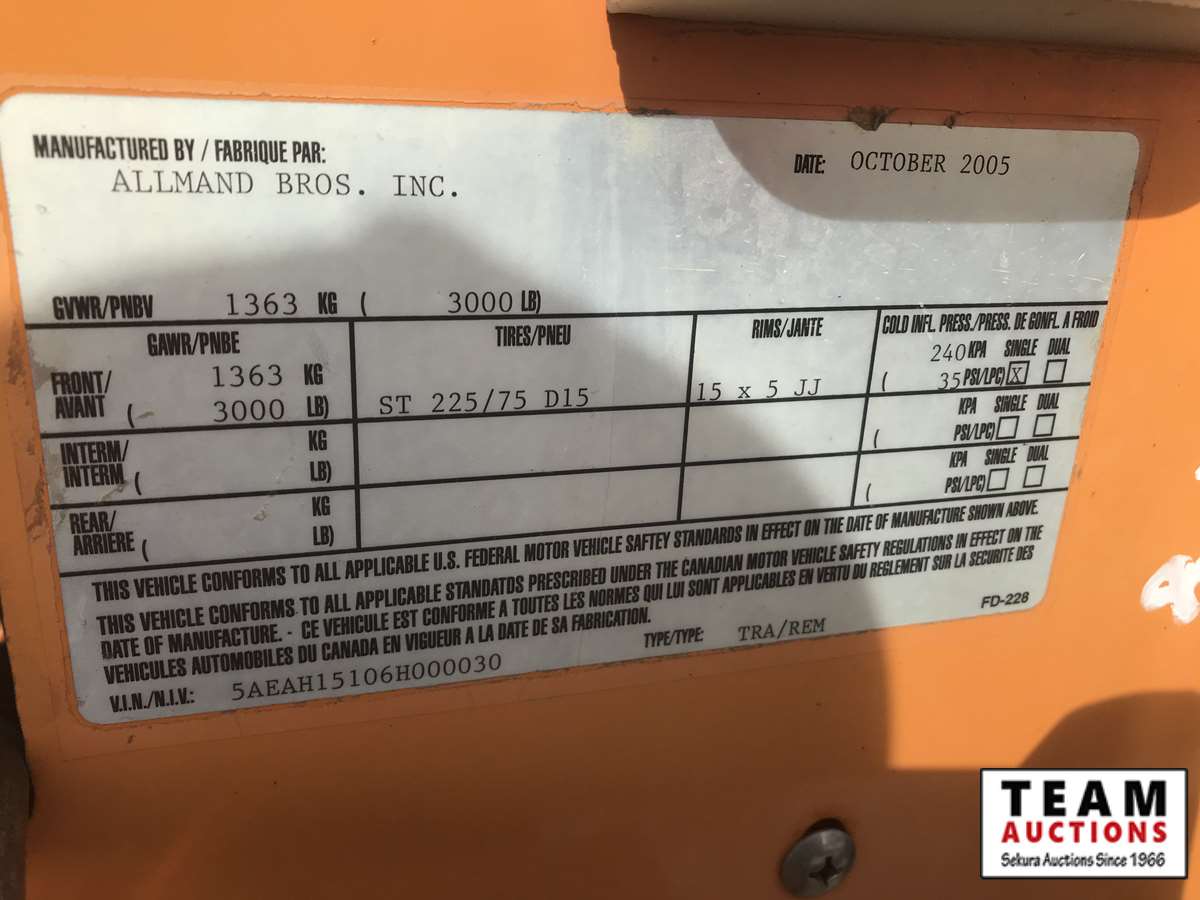 MANUFACTURED BY / FABRIQUE PAR:
ALLMAND BROS. INC.
DATE: OCTOBER 2005
GVWR/PNBV 1363 KG ( 3000 LB)
GAWR/PNBE TIRES/PNEU RIMS/JANTE COLD INFL. PRESS./PRESS. DE GONFL. A FROID
FRONT/ 1363 KG 240 KPA SINGLE DUAL
AVANT ( 3000 LB) ST 225/75 D15 15 x 5 JJ ( 35 PSI/LPC) X
INTERM/ KG KPA SINGLE DUAL
INTERM ( LB) ( PSI/LPC)
REAR/ KG KPA SINGLE DUAL
ARRIERE ( LB) ( PSI/LPC)
THIS VEHICLE CONFORMS TO ALL APPLICABLE U.S. FEDERAL MOTOR VEHICLE SAFTEY STANDARDS IN EFFECT ON THE DATE OF MANUFACTURE SHOWN ABOVE.
THIS VEHICLE CONFORMS TO ALL APPLICABLE STANDATDS PRESCRIBED UNDER THE CANADIAN MOTOR VEHICLE SAFETY REGULATIONS IN EFFECT ON THE
DATE OF MANUFACTURE. - CE VEHICULE EST CONFORME A TOUTES LES NORMES QUI LUI SONT APPLICABLES EN VERTU DU REGLEMENT SUR LA SECURITE DES
VEHICULES AUTOMOBILES DU CANADA EN VIGUEUR A LA DATE DE SA FABRICATION.
FD-228
V.I.N./N.I.V.: 5AEAH15106H000030 TYPE/TYPE: TRA/REM
TEAM
AUCTIONS
Sekura Auctions Since 1966